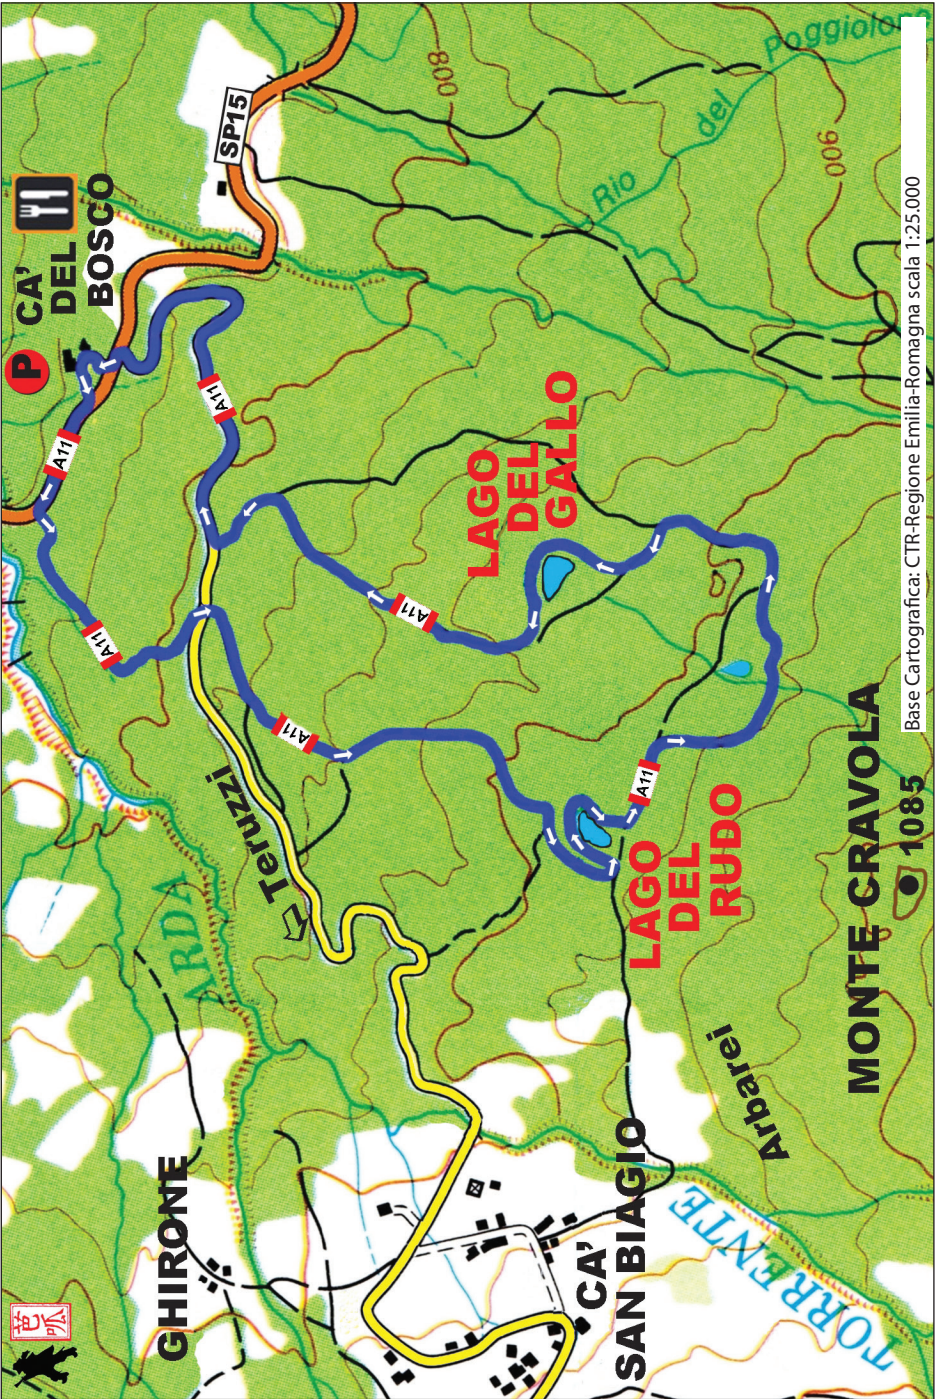 P
CA'
DEL
BOSCO
SP15
800
900
Rio
del
Poggiolone
A11
A11
A11
A11
A11
A11
LAGO
DEL
GALLO
LAGO
DEL
RUDO
Teruzzi
ARDA
GHIRONE
CA'
SAN BIAGIO
Arbarei
TORRENTE
MONTE CRAVOLA
1085
Base Cartografica: CTR-Regione Emilia-Romagna scala 1:25.000